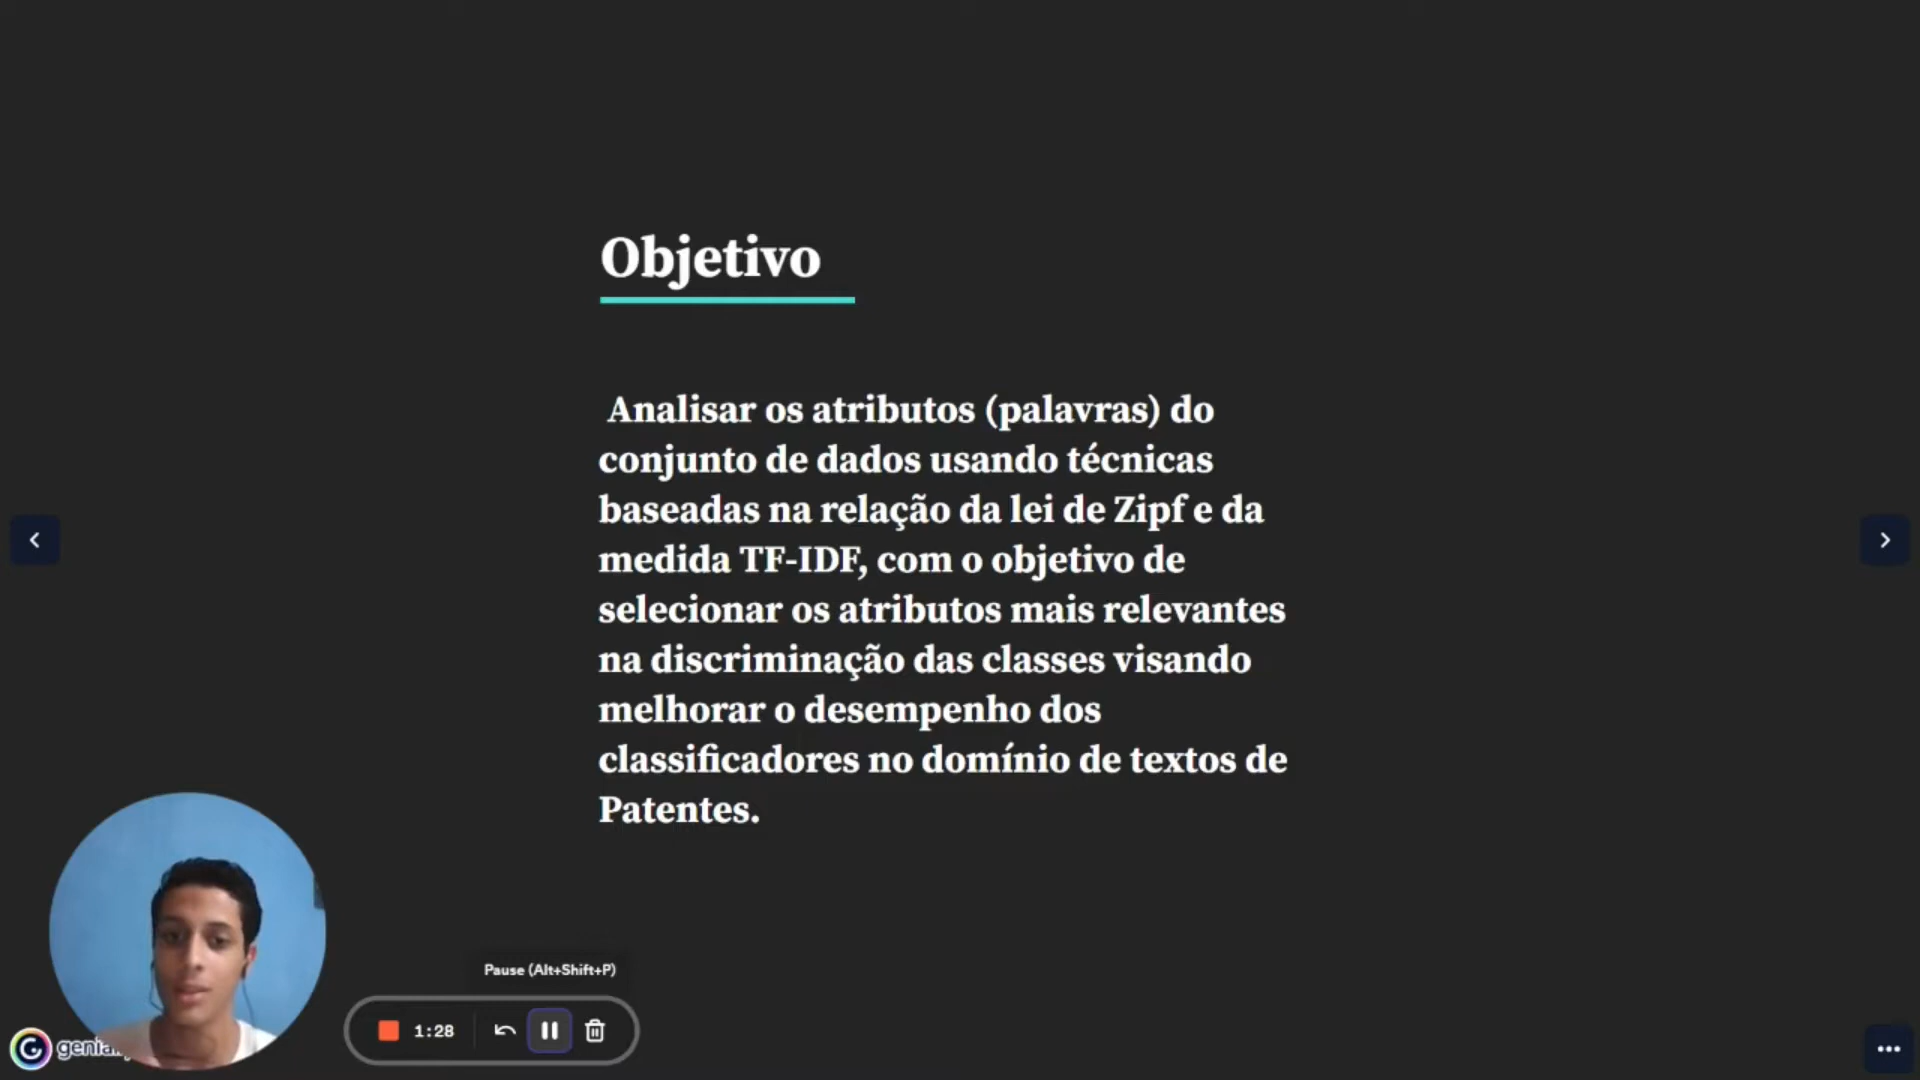 Objetivo
Analisar os atributos (palavras) do
conjunto de dados usando técnicas
baseadas na relação da lei de Zipf e da
medida TF-IDF, com o objetivo de
selecionar os atributos mais relevantes
na discriminação das classes visando
melhorar o desempenho dos
classificadores no domínio de textos de
Patentes.
Pause (Alt+Shift+P)
1:28